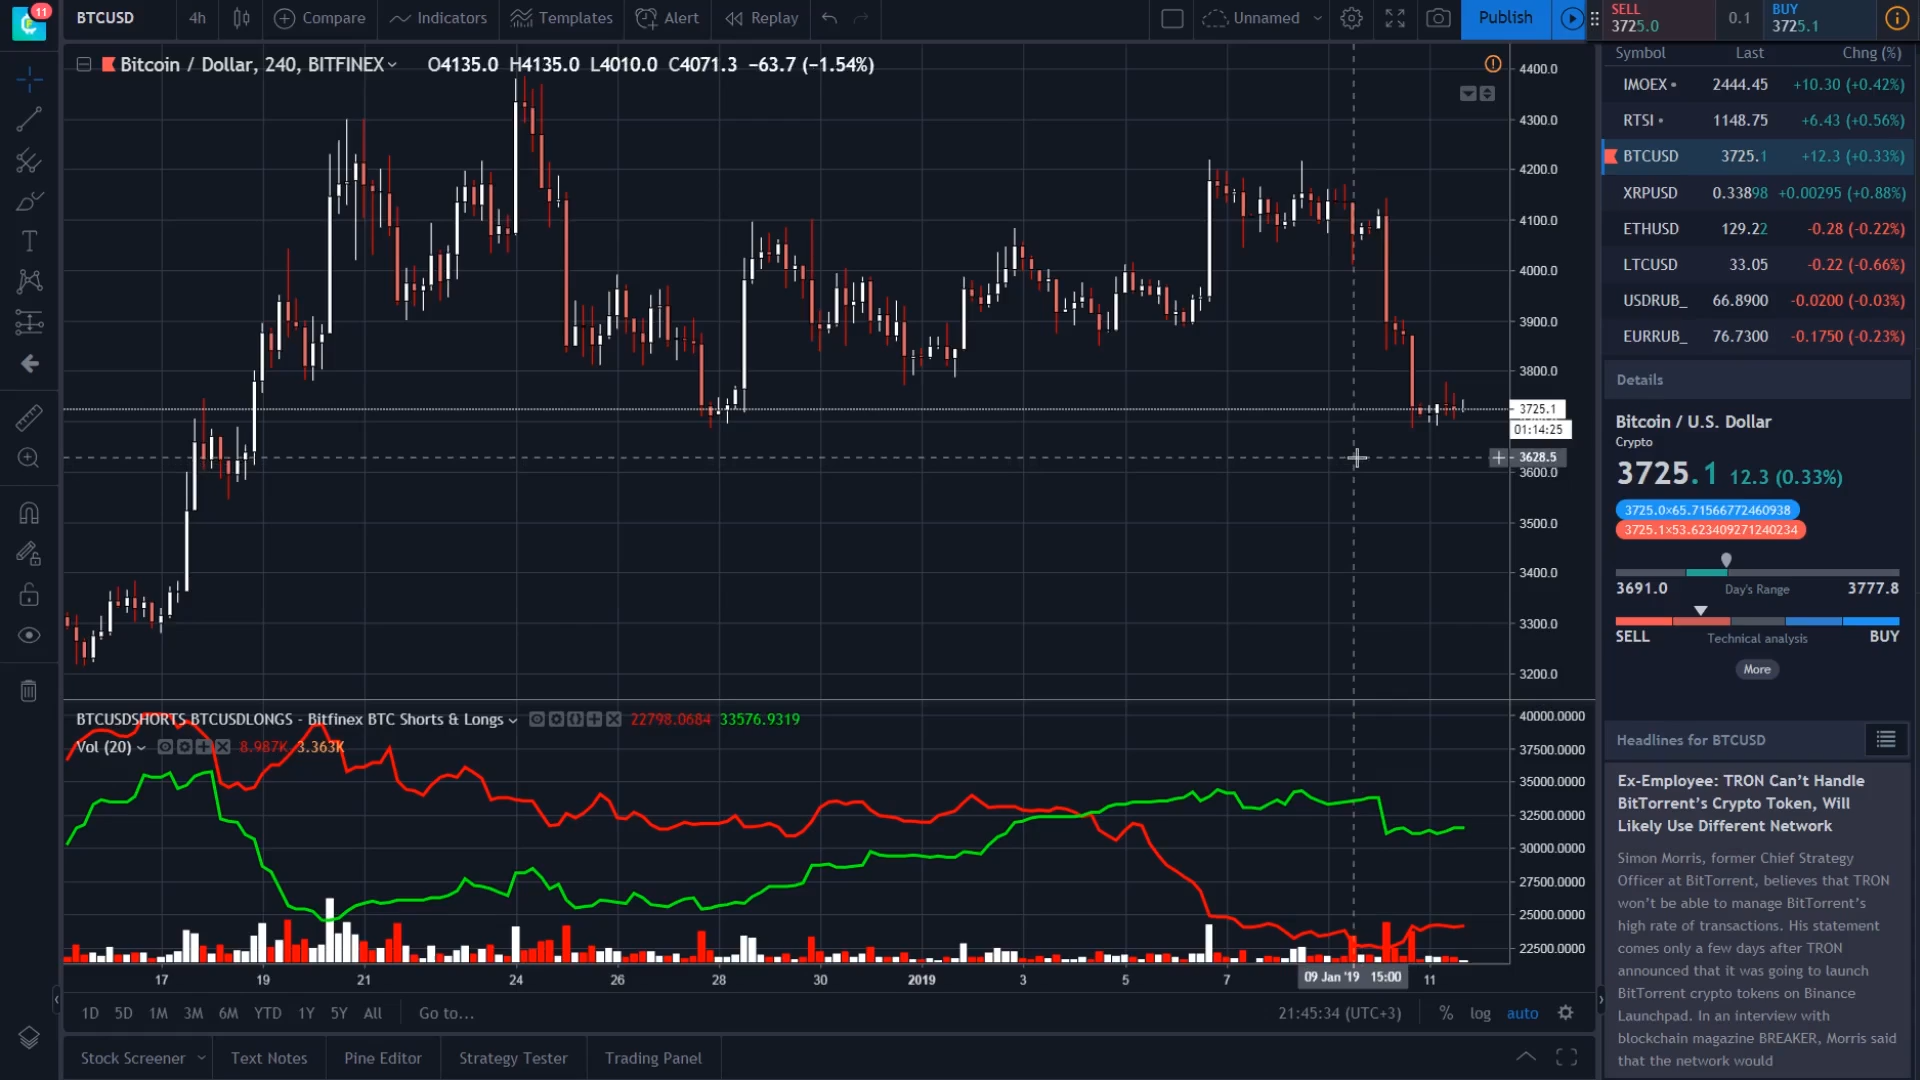 11
BTCUSD
4h
Compare
Indicators
Templates
Alert
Replay
Unnamed
Publish
SELL
3725.0
0.1
BUY
3725.1
Bitcoin / Dollar, 240, BITFINEX
O4135.0 H4135.0 L4010.0 C4071.3 −63.7 (−1.54%)
4400.0
4300.0
4200.0
4100.0
4000.0
3900.0
3800.0
3725.1
01:14:25
3628.5
3600.0
3500.0
3400.0
3300.0
3200.0
BTCUSDSHORTS BTCUSDLONGS - Bitfinex BTC Shorts & Longs
22798.0684 33576.9319
Vol (20)
8.987K 3.363K
40000.0000
37500.0000
35000.0000
32500.0000
30000.0000
27500.0000
25000.0000
22500.0000
17 19 21 24 26 28 30 2019 3 5 7 09 Jan '19 15:00 11
1D 5D 1M 3M 6M YTD 1Y 5Y All Go to...
21:45:34 (UTC+3) % log auto
Stock Screener Text Notes Pine Editor Strategy Tester Trading Panel
Symbol Last Chng (%)
IMOEX 2444.45 +10.30 (+0.42%)
RTSI 1148.75 +6.43 (+0.56%)
BTCUSD 3725.1 +12.3 (+0.33%)
XRPUSD 0.33898 +0.00295 (+0.88%)
ETHUSD 129.22 -0.28 (-0.22%)
LTCUSD 33.05 -0.22 (-0.66%)
USDRUB_ 66.8900 -0.0200 (-0.03%)
EURRUB_ 76.7300 -0.1750 (-0.23%)
Details
Bitcoin / U.S. Dollar
Crypto
3725.1 12.3 (0.33%)
3725.0×65.71566772460938
3725.1×53.623409271240234
3691.0 Day's Range 3777.8
SELL Technical analysis BUY
More
Headlines for BTCUSD
Ex-Employee: TRON Can't Handle
BitTorrent's Crypto Token, Will
Likely Use Different Network
Simon Morris, former Chief Strategy
Officer at BitTorrent, believes that TRON
won't be able to manage BitTorrent's
high rate of transactions. His statement
comes only a few days after TRON
announced that it was going to launch
BitTorrent crypto tokens on Binance
Launchpad. In an interview with
blockchain magazine BREAKER, Morris said
that the network would